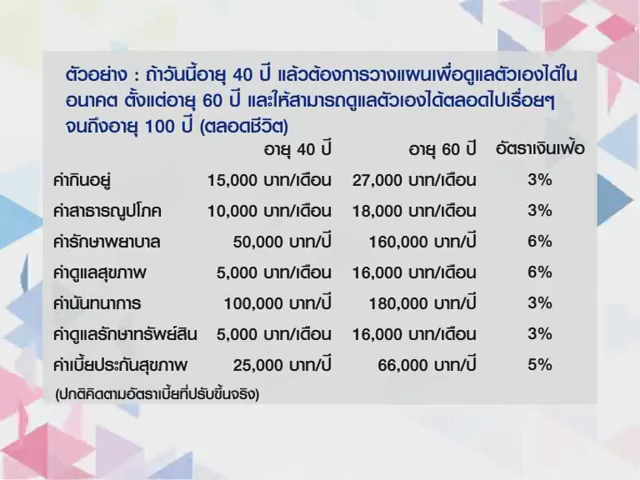 ตัวอย่าง : ถ้าวันนี้อายุ 40 ปี แล้วต้องการวางแผนเพื่อดูแลตัวเองได้ใน
อนาคต ตั้งแต่อายุ 60 ปี และให้สามารถดูแลตัวเองได้ตลอดไปเรื่อยๆ
จนถึงอายุ 100 ปี (ตลอดชีวิต)
อายุ 40 ปี อายุ 60 ปี อัตราเงินเฟ้อ
ค่ากินอยู่ 15,000 บาท/เดือน 27,000 บาท/เดือน 3%
ค่าสาธารณูปโภค 10,000 บาท/เดือน 18,000 บาท/เดือน 3%
ค่ารักษาพยาบาล 50,000 บาท/ปี 160,000 บาท/ปี 6%
ค่าดูแลสุขภาพ 5,000 บาท/เดือน 16,000 บาท/เดือน 6%
ค่านันทนาการ 100,000 บาท/ปี 180,000 บาท/ปี 3%
ค่าดูแลรักษาทรัพย์สิน 5,000 บาท/เดือน 16,000 บาท/เดือน 3%
ค่าเบี้ยประกันสุขภาพ 25,000 บาท/ปี 66,000 บาท/ปี 5%
(ปกติคิดตามอัตราเบี้ยที่ปรับขึ้นจริง)